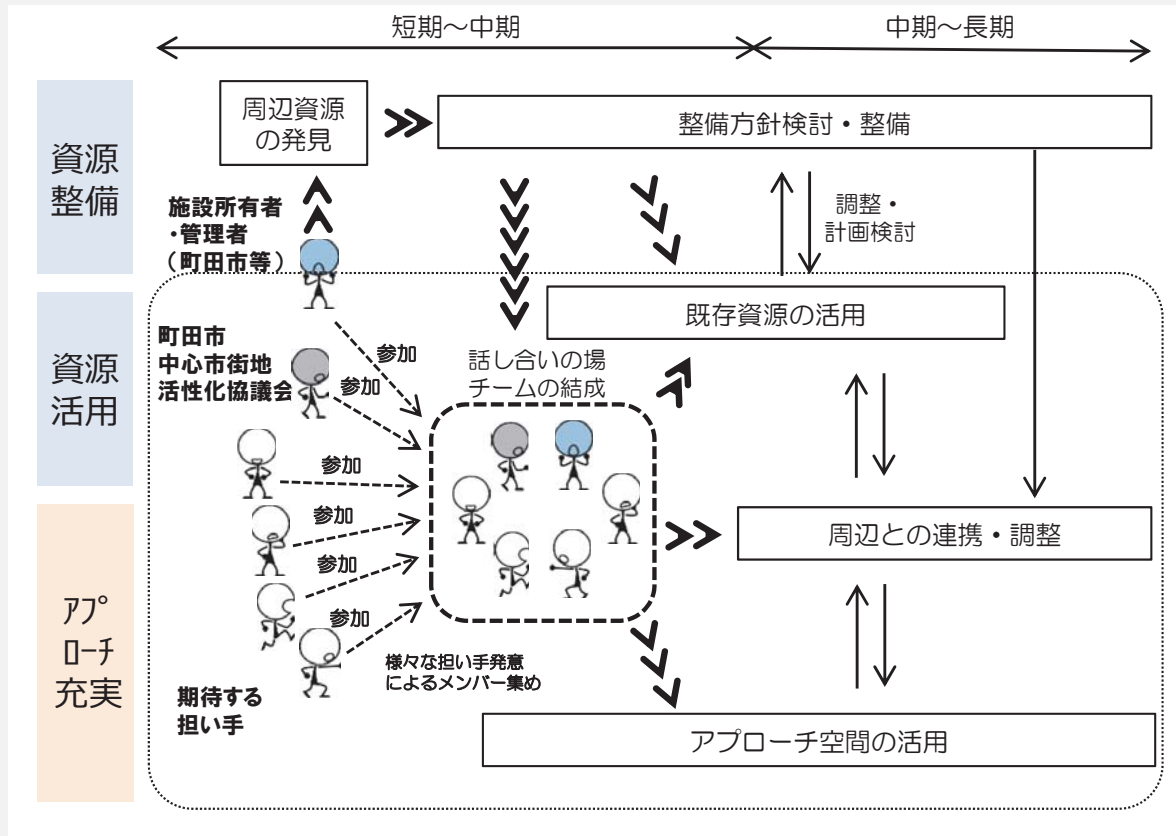 短期～中期
中期～長期
資源
整備
周辺資源
の発見
整備方針検討・整備
施設所有者
・管理者
（町田市等）
調整・
計画検討
資源
活用
既存資源の活用
町田市
中心市街地
活性化協議会
参加
参加
話し合いの場
チームの結成
参加
参加
参加
参加
周辺との連携・調整
ｱﾌﾟ
ﾛｰﾁ
充実
様々な担い手発意
によるメンバー集め
期待する
担い手
アプローチ空間の活用